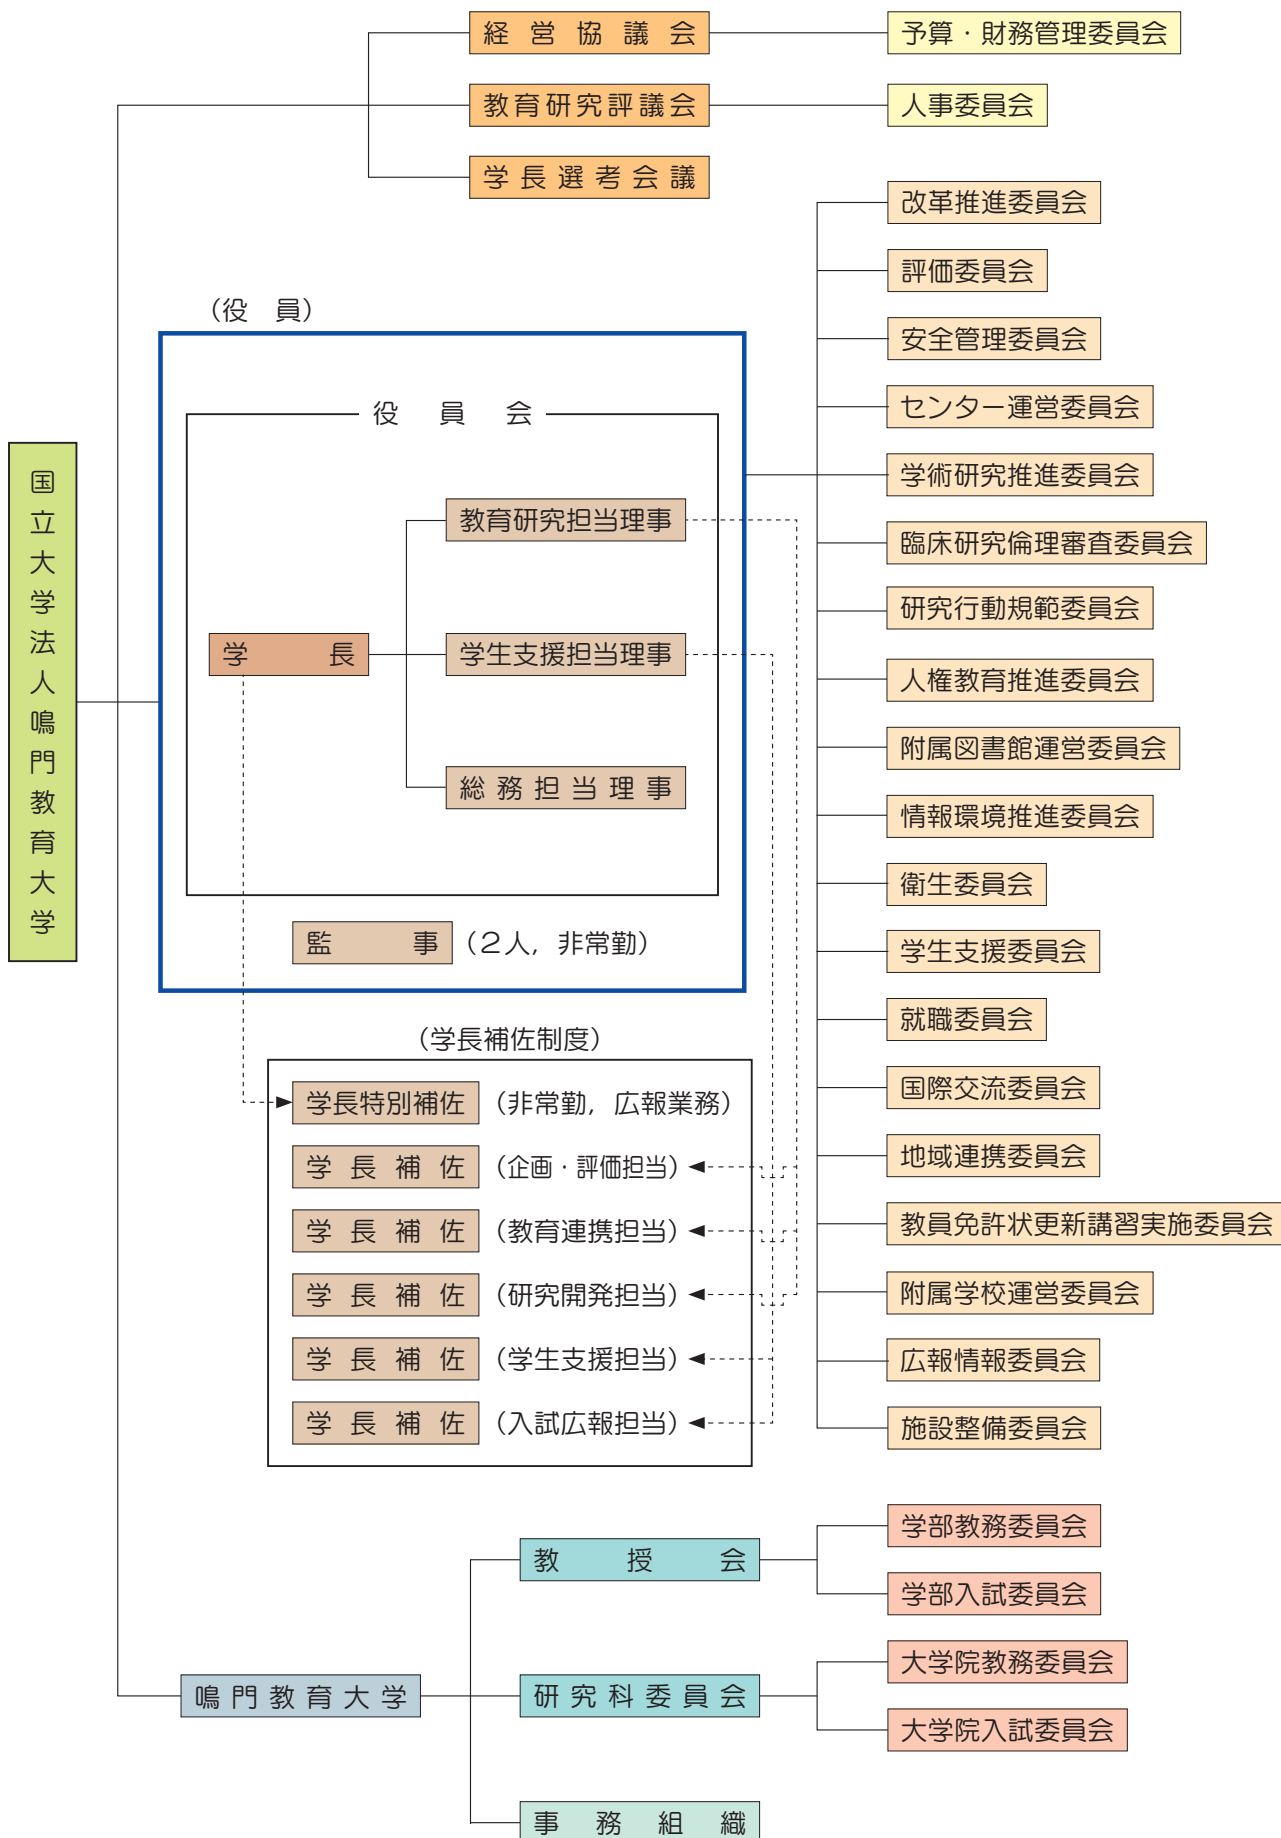 国立大学法人鳴門教育大学
経営協議会
予算・財務管理委員会
教育研究評議会
人事委員会
学長選考会議
(役員)
役員会
学長
教育研究担当理事
学生支援担当理事
総務担当理事
監事 (2人, 非常勤)
(学長補佐制度)
学長特別補佐 (非常勤, 広報業務)
学長補佐 (企画・評価担当)
学長補佐 (教育連携担当)
学長補佐 (研究開発担当)
学長補佐 (学生支援担当)
学長補佐 (入試広報担当)
改革推進委員会
評価委員会
安全管理委員会
センター運営委員会
学術研究推進委員会
臨床研究倫理審査委員会
研究行動規範委員会
人権教育推進委員会
附属図書館運営委員会
情報環境推進委員会
衛生委員会
学生支援委員会
就職委員会
国際交流委員会
地域連携委員会
教員免許状更新講習実施委員会
附属学校運営委員会
広報情報委員会
施設整備委員会
鳴門教育大学
教授会
学部教務委員会
学部入試委員会
研究科委員会
大学院教務委員会
大学院入試委員会
事務組織